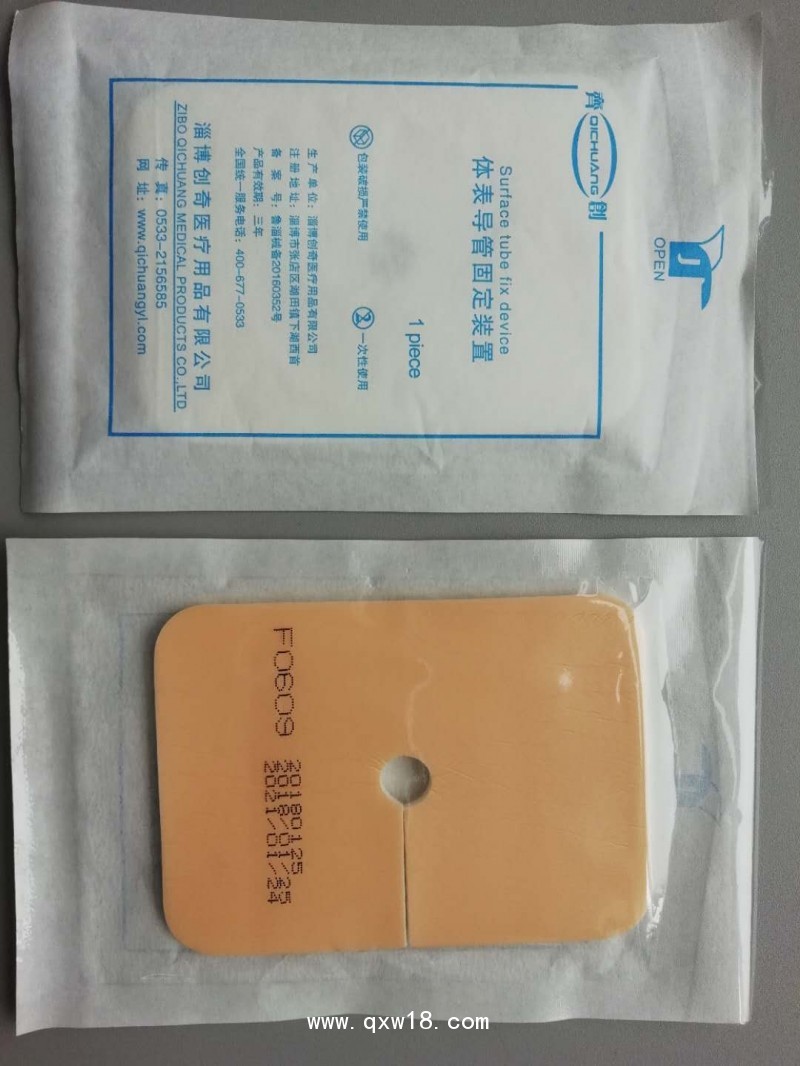 齊
QICHUANG
创
OPEN
Surface tube fix device
体表导管固定装置
1 piece
包装破损严禁使用
一次性使用
生产单位：淄博创奇医疗用品有限公司
注册地址：淄博市张店区湖田镇下湖西首
备案号：鲁淄械备20160352号
产品有效期：三年
全国统一服务电话：400-677-0533
淄博创奇医疗用品有限公司
ZIBO QICHUANG MEDICAL PRODUCTS CO.,LTD
传真：0533-2156585
网址：www.qichuangyl.com
F0609
20180125
2018/01/25
2021/01/24
www.qxw18.com